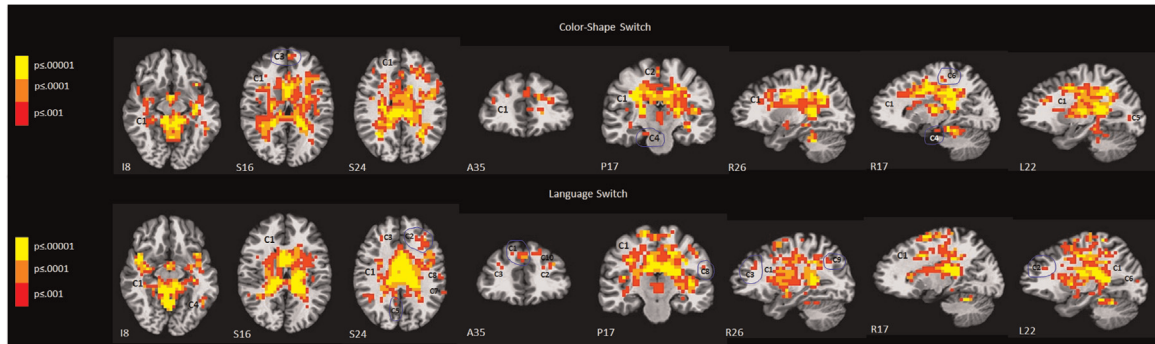 Color-Shape Switch
p≤.00001
p≤.0001
p≤.001
C1
I8
C3
C1
S16
C1
S24
C1
A35
C2
C1
C4
P17
C3
R26
C6
C1
C4
R17
C1
C5
L22
Language Switch
p≤.00001
p≤.0001
p≤.001
C1
C4
I8
C1
S16
C3
C2
C1
C8
C7
C5
S24
C1
C3
C10
C2
A35
C1
C8
P17
C3
C1
C9
R26
C1
R17
C2
C1
C6
L22